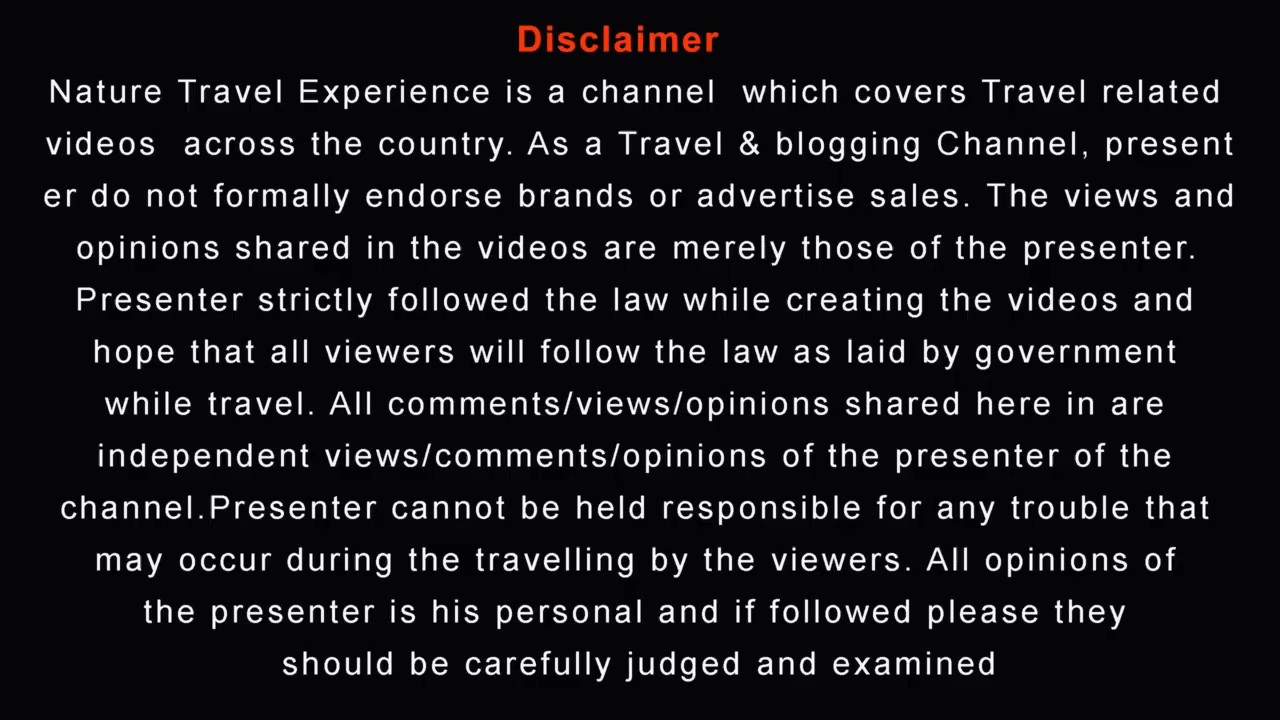 Disclaimer
Nature Travel Experience is a channel  which covers Travel related
videos  across the country. As a Travel & blogging Channel, present
er do not formally endorse brands or advertise sales. The views and
opinions shared in the videos are merely those of the presenter.
Presenter strictly followed the law while creating the videos and
hope that all viewers will follow the law as laid by government
while travel. All comments/views/opinions shared here in are
independent views/comments/opinions of the presenter of the
channel.Presenter cannot be held responsible for any trouble that
may occur during the travelling by the viewers. All opinions of
the presenter is his personal and if followed please they
should be carefully judged and examined